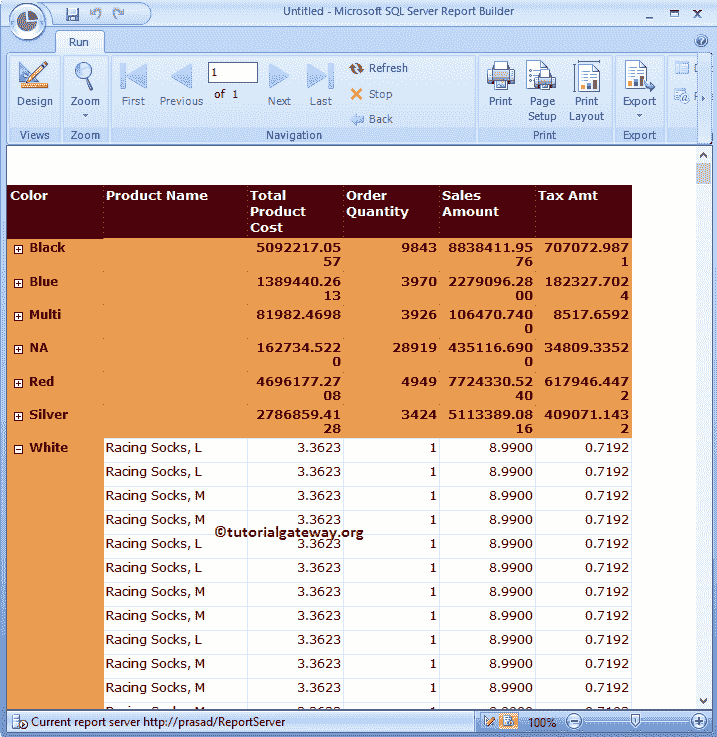 Untitled - Microsoft SQL Server Report Builder
Run
Design
Zoom
First
Previous
1
of 1
Next
Last
Refresh
Stop
Back
Print
Page Setup
Print Layout
Export
Views
Zoom
Navigation
Print
Export
Color Product Name Total Product Cost Order Quantity Sales Amount Tax Amt
Black 5092217.0557 9843 8838411.9576 707072.9871
Blue 1389440.2613 3970 2279096.2800 182327.7024
Multi 81982.4698 3926 106470.7400 8517.6592
NA 162734.5220 28919 435116.6900 34809.3352
Red 4696177.2708 4949 7724330.5240 617946.4472
Silver 2786859.4128 3424 5113389.0816 409071.1432
White Racing Socks, L 3.3623 1 8.9900 0.7192
Racing Socks, L 3.3623 1 8.9900 0.7192
Racing Socks, M 3.3623 1 8.9900 0.7192
Racing Socks, M 3.3623 1 8.9900 0.7192
©tutorialgateway.org
Racing Socks, L 3.3623 1 8.9900 0.7192
Racing Socks, L 3.3623 1 8.9900 0.7192
Racing Socks, M 3.3623 1 8.9900 0.7192
Racing Socks, M 3.3623 1 8.9900 0.7192
Racing Socks, L 3.3623 1 8.9900 0.7192
Racing Socks, L 3.3623 1 8.9900 0.7192
Racing Socks, M 3.3623 1 8.9900 0.7192
Current report server http://prasad/ReportServer
100%